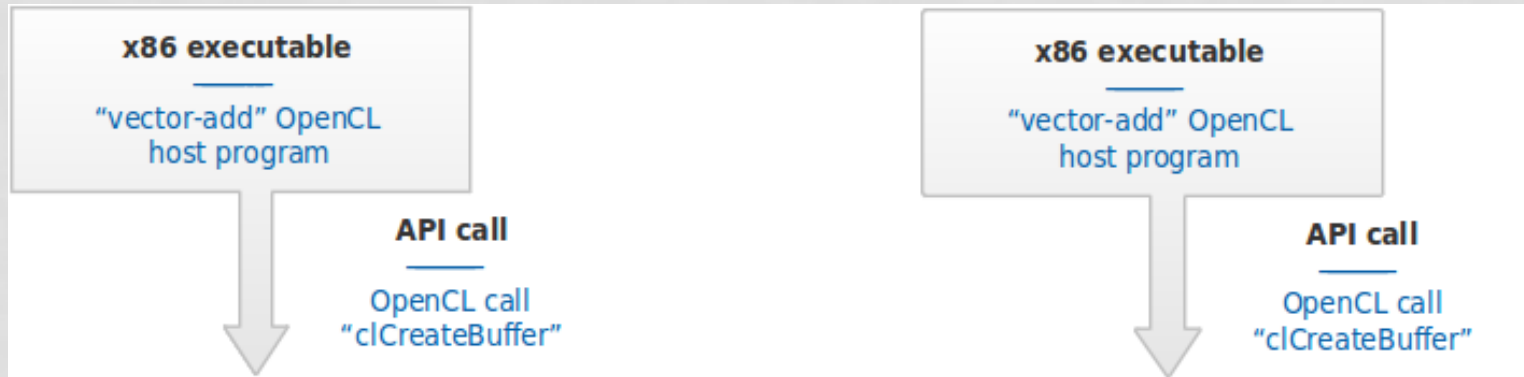 x86 executable
“vector-add” OpenCL
host program
API call
OpenCL call
“clCreateBuffer”
x86 executable
“vector-add” OpenCL
host program
API call
OpenCL call
“clCreateBuffer”